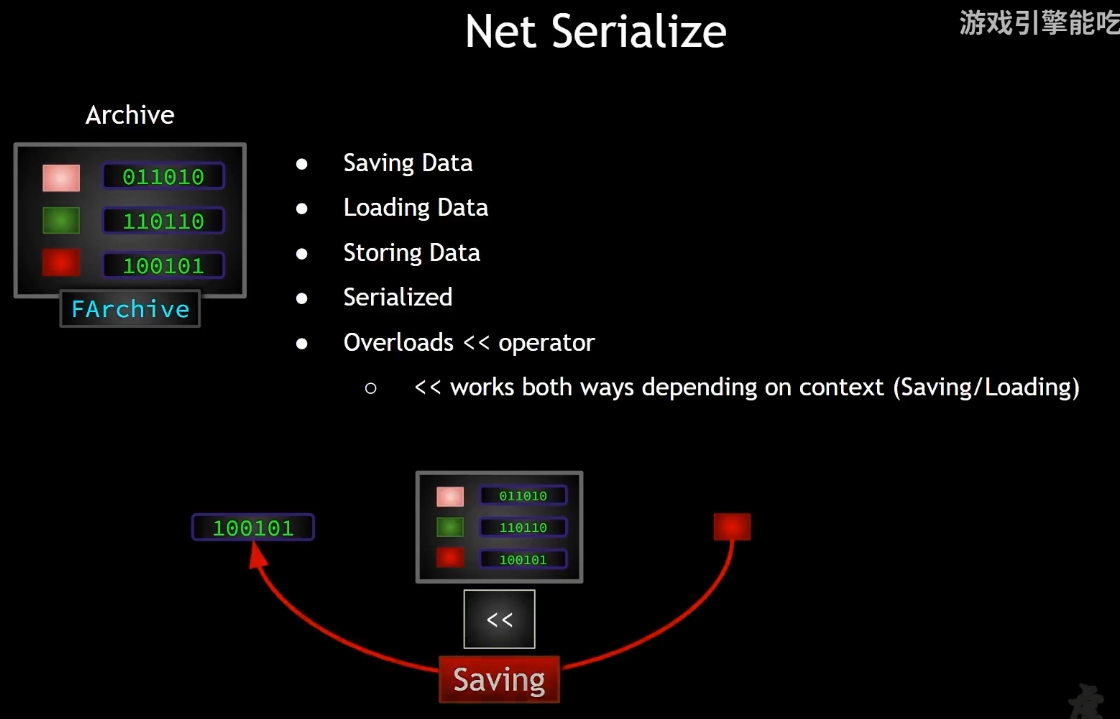 Net Serialize
游戏引擎能吃
Archive
011010
110110
100101
FArchive
● Saving Data
● Loading Data
● Storing Data
● Serialized
● Overloads << operator
○ << works both ways depending on context (Saving/Loading)
100101
011010
110110
100101
<<
Saving